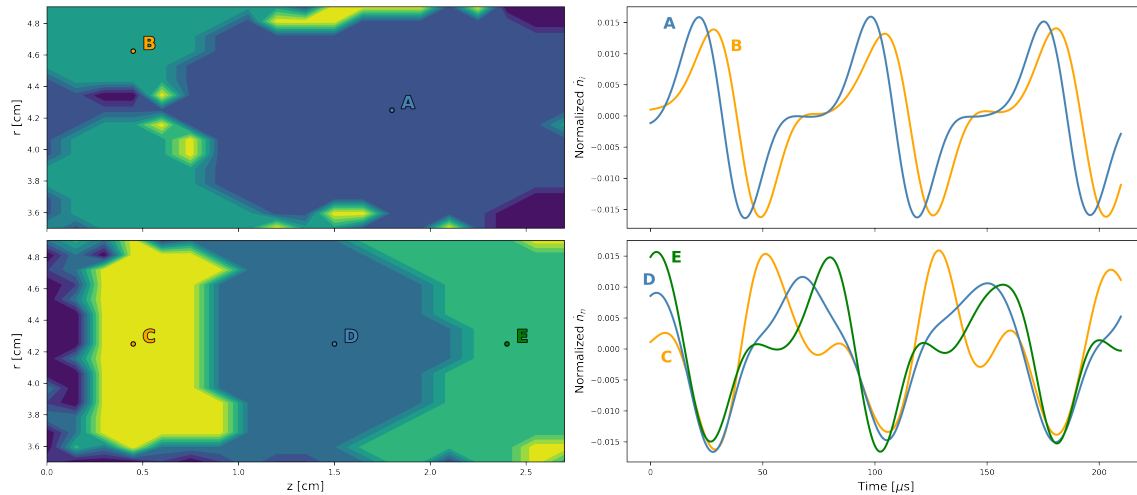 4.8
4.6
4.4
4.2
4.0
3.8
3.6
r [cm]
B
A
0.015
0.010
0.005
0.000
−0.005
−0.010
−0.015
Normalized ṅᵢ
A
B
4.8
4.6
4.4
4.2
4.0
3.8
3.6
r [cm]
C
D
E
0.0
0.5
1.0
1.5
2.0
2.5
z [cm]
0.015
0.010
0.005
0.000
−0.005
−0.010
−0.015
Normalized ṅₙ
E
D
C
0
50
100
150
200
Time [μs]